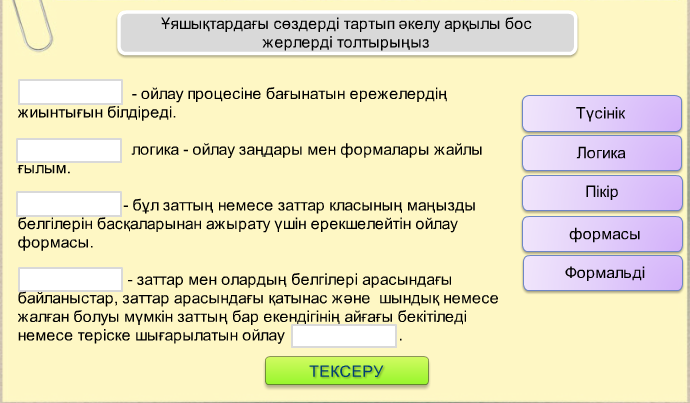 Ұяшықтардағы сөздерді тартып әкелу арқылы бос
жерлерді толтырыңыз
- ойлау процесіне бағынатын ережелердің
жиынтығын білдіреді.
логика - ойлау заңдары мен формалары жайлы
ғылым.
- бұл заттың немесе заттар класының маңызды
белгілерін басқаларынан ажырату үшін ерекшелейтін ойлау
формасы.
- заттар мен олардың белгілері арасындағы
байланыстар, заттар арасындағы қатынас және шындық немесе
жалған болуы мүмкін заттың бар екендігінің айғағы бекітіледі
немесе теріске шығарылатын ойлау .
Түсінік
Логика
Пікір
формасы
Формальді
ТЕКСЕРУ